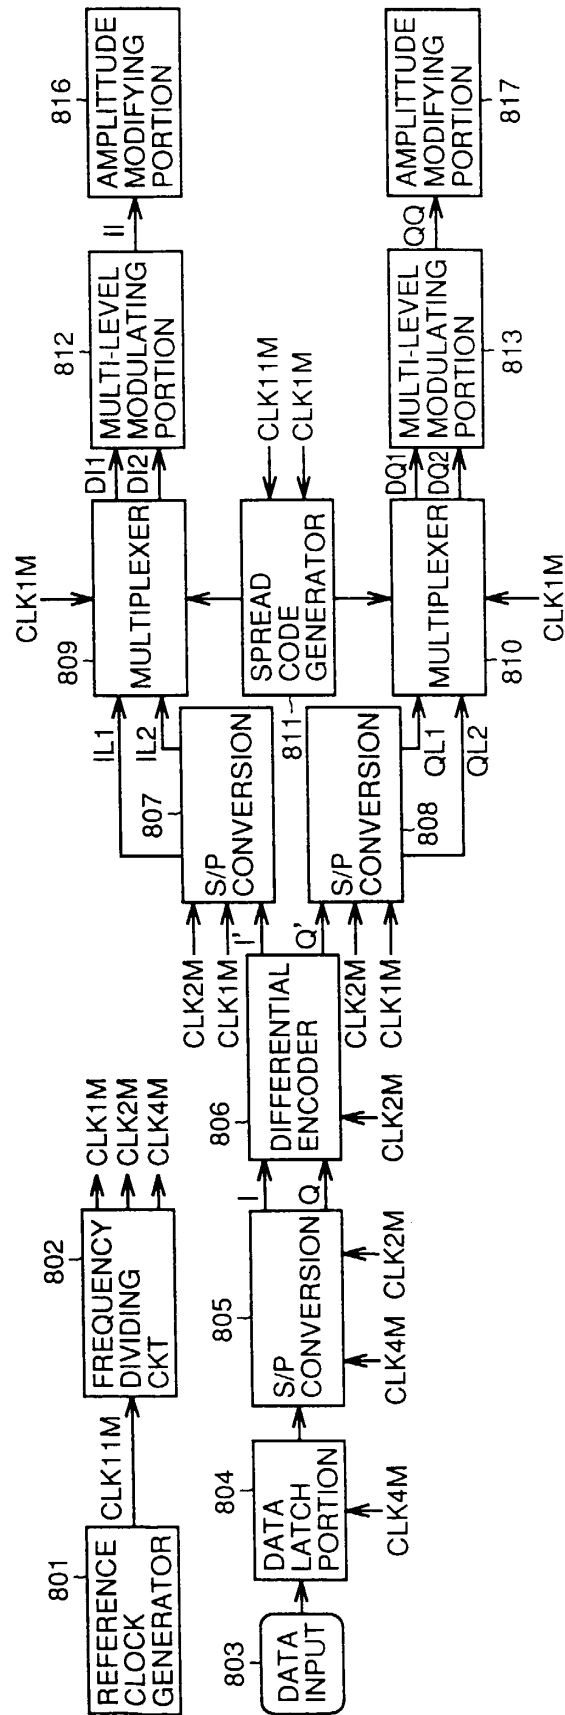 801
REFERENCE
CLOCK
GENERATOR
CLK11M
802
FREQUENCY
DIVIDING
CKT
CLK1M
CLK2M
CLK4M
803
DATA
INPUT
804
DATA
LATCH
PORTION
CLK4M
805
S/P
CONVERSION
CLK4M
CLK2M
I
Q
806
DIFFERENTIAL
ENCODER
CLK2M
I'
Q'
CLK2M
CLK1M
807
S/P
CONVERSION
IL1
IL2
CLK2M
CLK1M
808
S/P
CONVERSION
QL1
QL2
809
MULTIPLEXER
CLK1M
DI1
DI2
811
SPREAD
CODE
GENERATOR
CLK11M
CLK1M
810
MULTIPLEXER
CLK1M
DQ1
DQ2
812
MULTI-LEVEL
MODULATING
PORTION
II
813
MULTI-LEVEL
MODULATING
PORTION
QQ
816
AMPLITTUDE
MODIFYING
PORTION
817
AMPLITTUDE
MODIFYING
PORTION